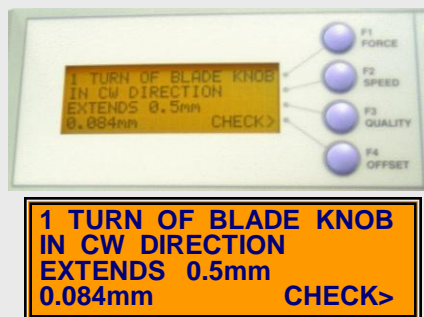 F1
FORCE
F2
SPEED
F3
QUALITY
F4
OFFSET
1 TURN OF BLADE KNOB
IN CW DIRECTION
EXTENDS 0.5mm
0.084mm CHECK>
1 TURN OF BLADE KNOB
IN CW DIRECTION
EXTENDS 0.5mm
0.084mm CHECK>